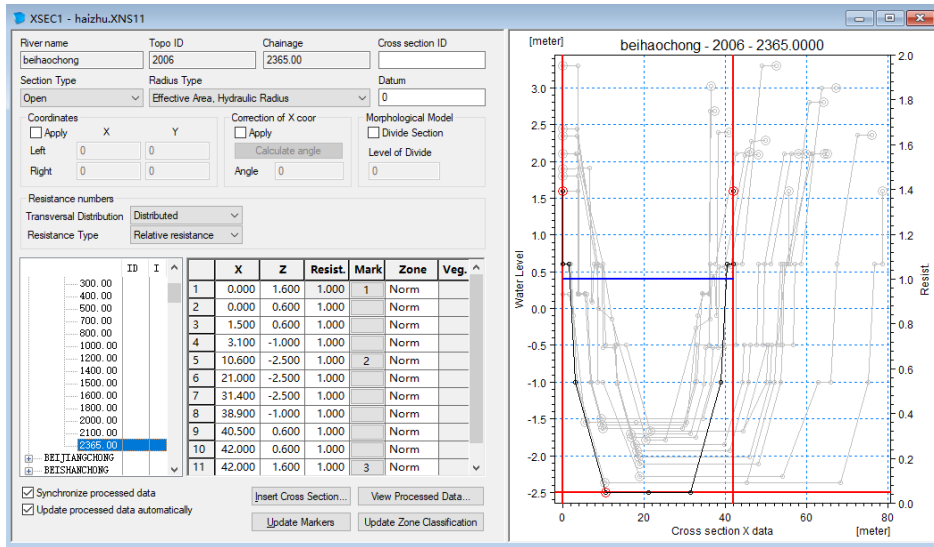 XSEC1 - haizhu.XNS11
River name Topo ID Chainage Cross section ID
beihaochong 2006 2365.00
Section Type Radius Type Datum
Open Effective Area, Hydraulic Radius 0
Coordinates Correction of X coor Morphological Model
Apply X Y Apply Divide Section
Left 0 0 Calculate angle Level of Divide
Right 0 0 Angle 0 0
Resistance numbers
Transversal Distribution Distributed
Resistance Type Relative resistance
ID I
300.00
400.00
500.00
700.00
800.00
1000.00
1200.00
1400.00
1500.00
1600.00
1800.00
2000.00
2100.00
2365.00
BEIJIANGCHONG
BEISHANCHONG
X Z Resist. Mark Zone Veg.
1 0.000 1.600 1.000 1 Norm
2 0.000 0.600 1.000 Norm
3 1.500 0.600 1.000 Norm
4 3.100 -1.000 1.000 Norm
5 10.600 -2.500 1.000 2 Norm
6 21.000 -2.500 1.000 Norm
7 31.400 -2.500 1.000 Norm
8 38.900 -1.000 1.000 Norm
9 40.500 0.600 1.000 Norm
10 42.000 0.600 1.000 Norm
11 42.000 1.600 1.000 3 Norm
Synchronize processed data
Update processed data automatically
Insert Cross Section... View Processed Data...
Update Markers Update Zone Classification
[meter] beihaochong - 2006 - 2365.0000
3.0
2.5
2.0
1.5
1.0
0.5
0.0
-0.5
-1.0
-1.5
-2.0
-2.5
Water Level
2.0
1.8
1.6
1.4
1.2
1.0
0.8
0.6
0.4
0.2
0.0
Resist.
0 20 40 60 80
Cross section X data [meter]